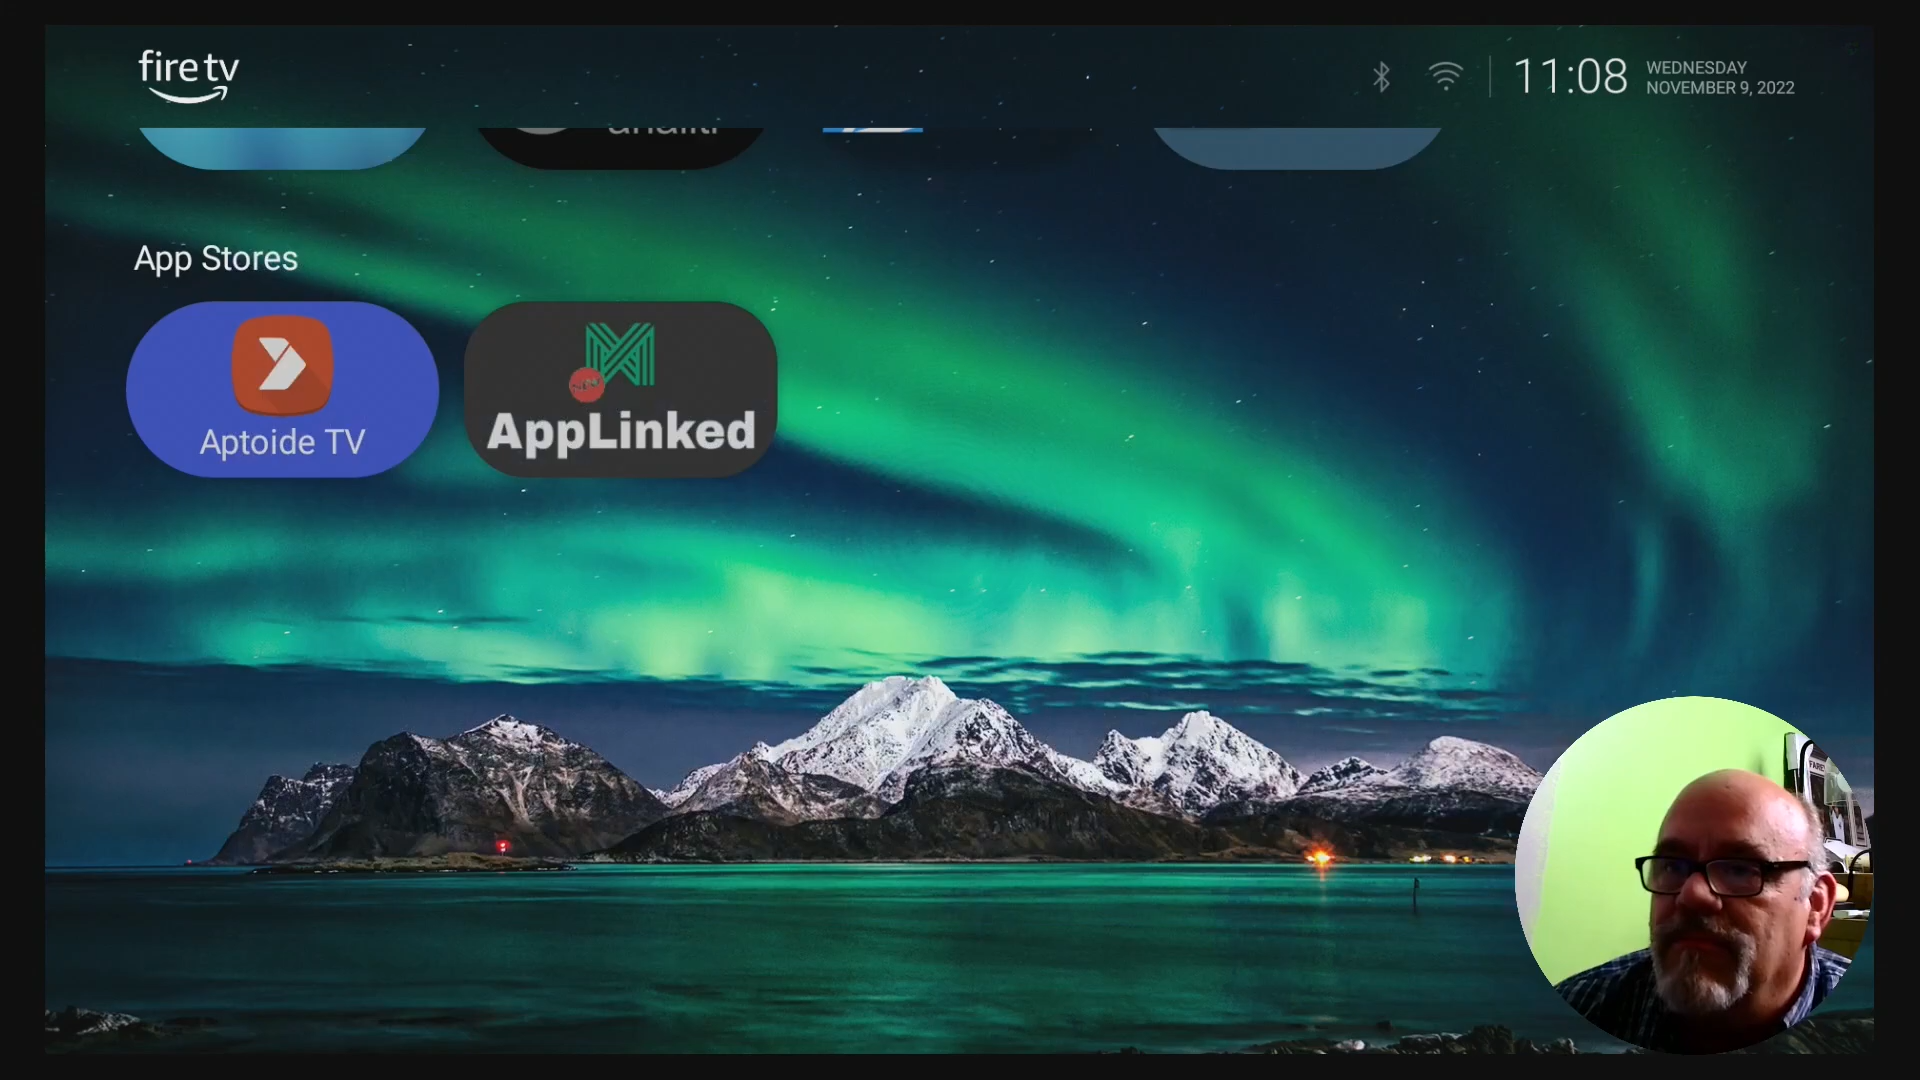 fire tv
11:08
WEDNESDAY
NOVEMBER 9, 2022
App Stores
Aptoide TV
AppLinked